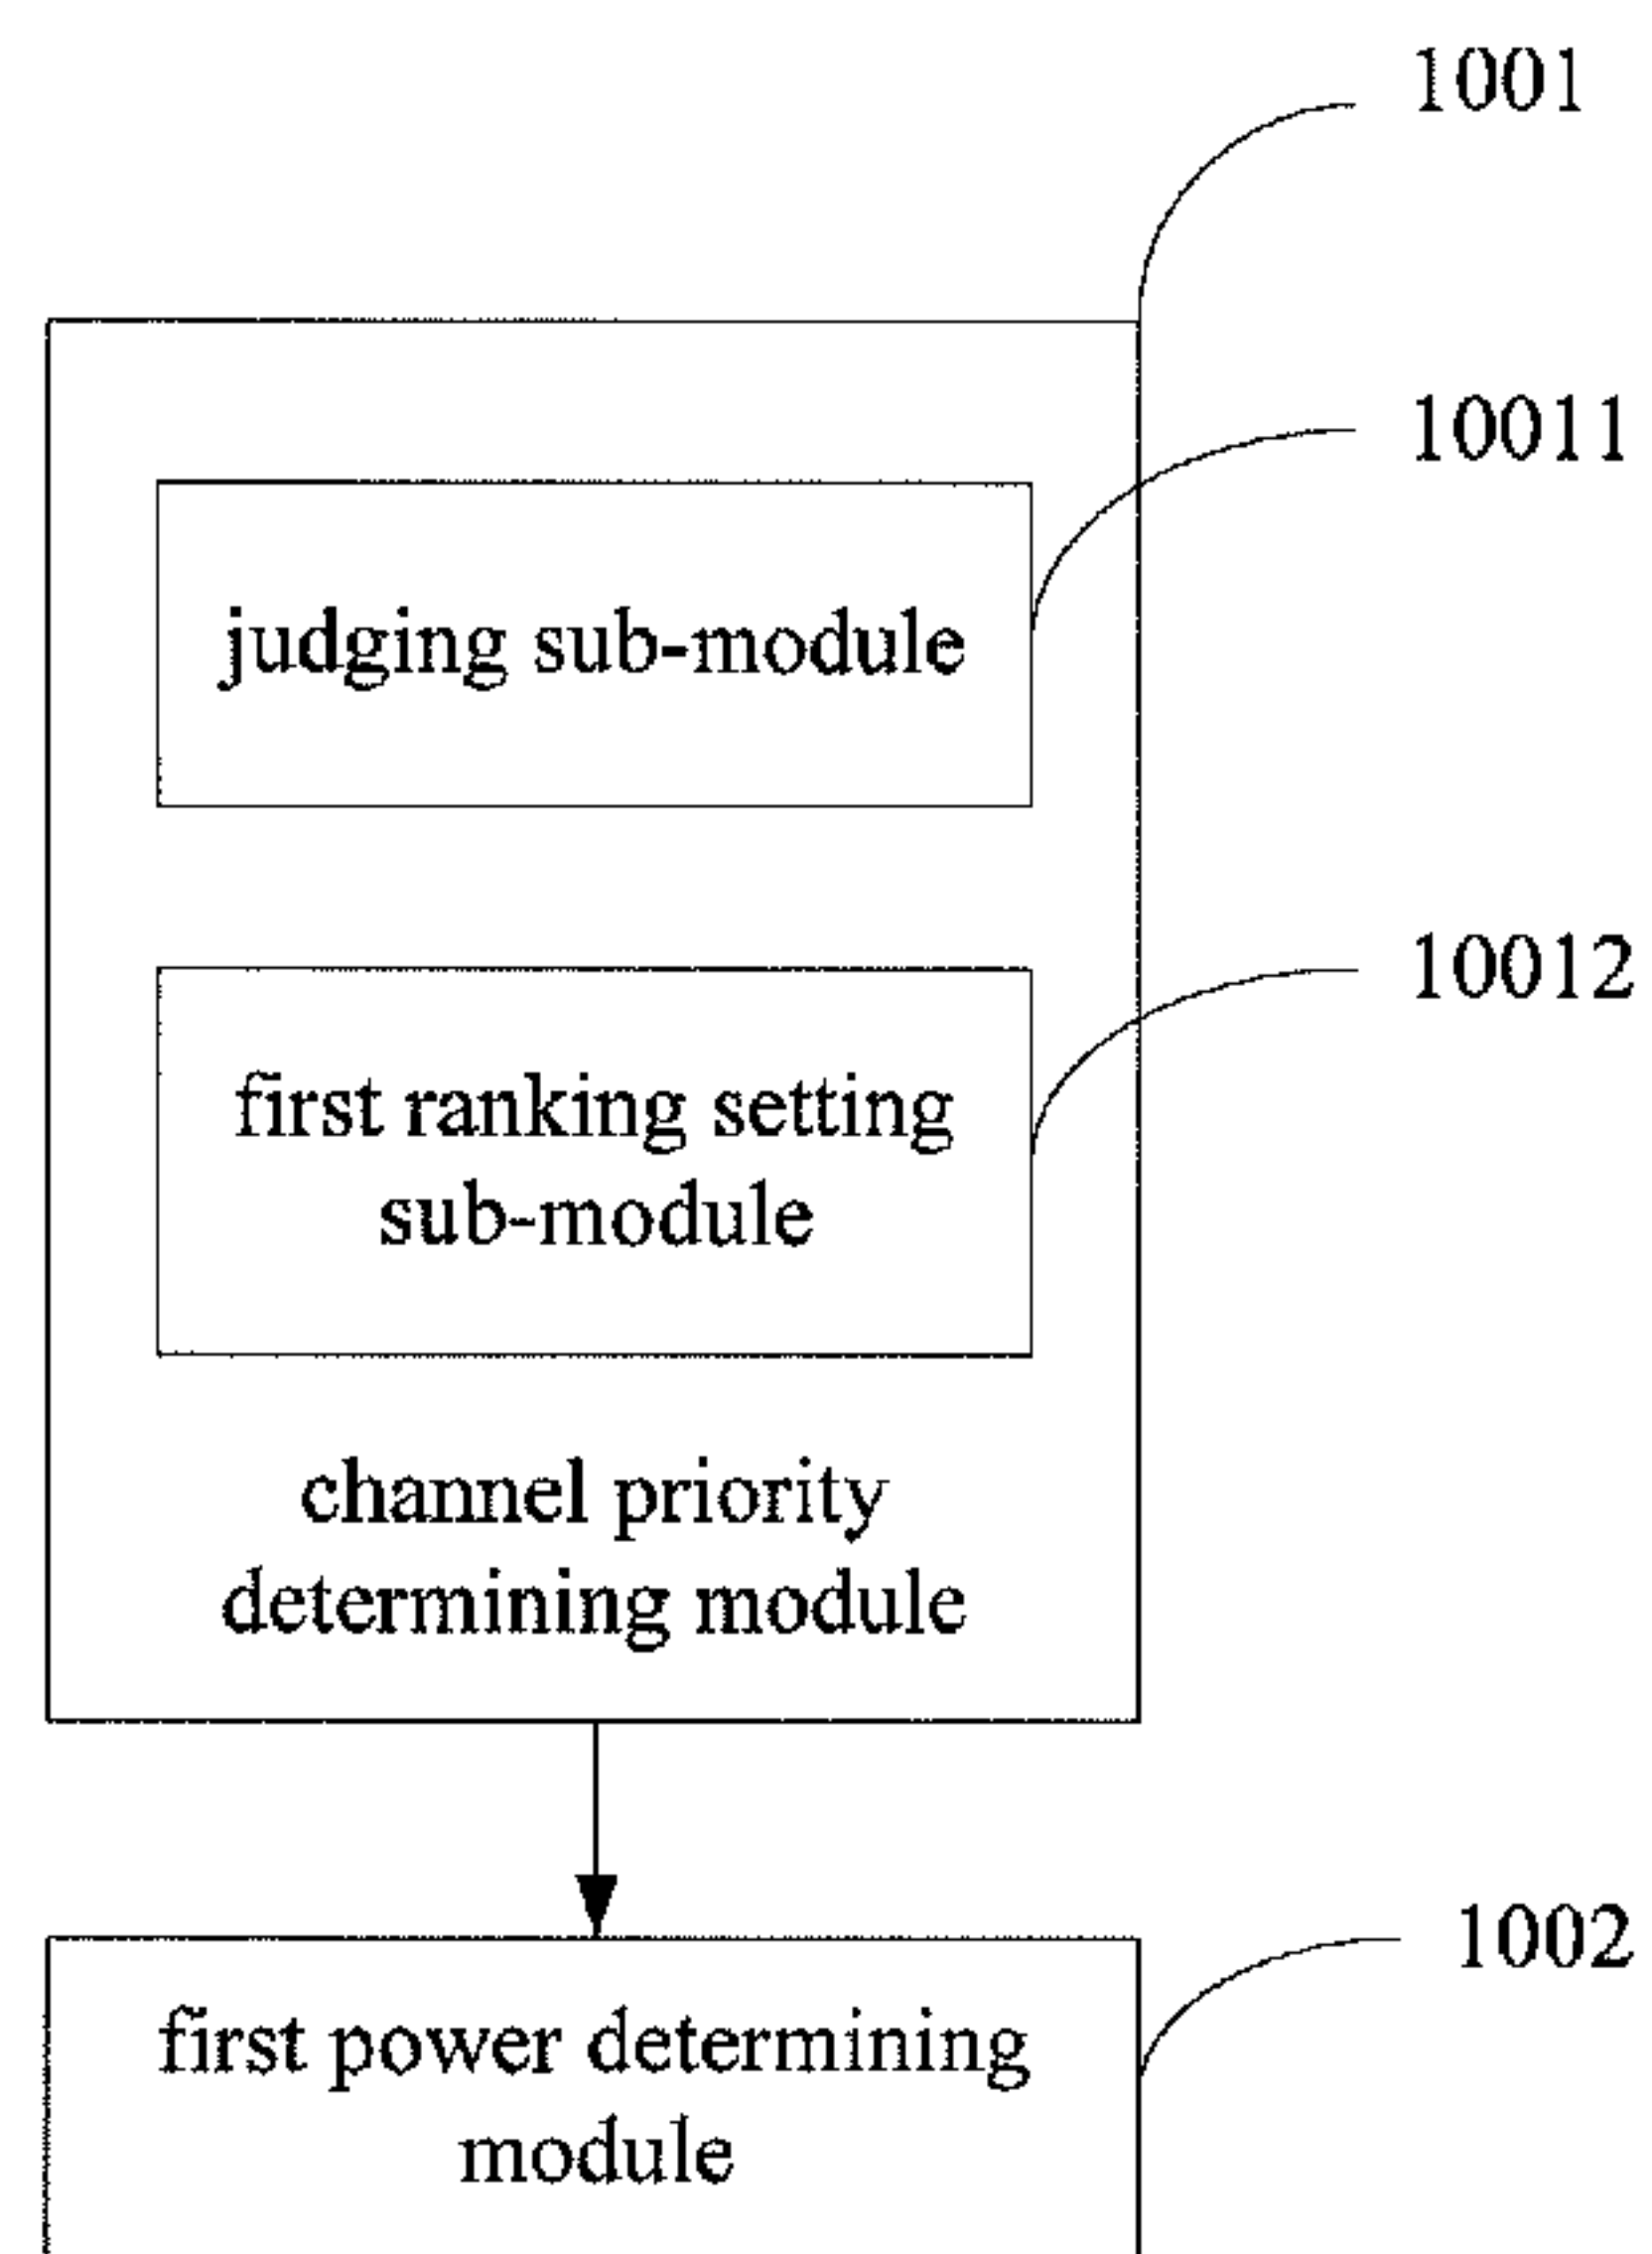 1001
10011
judging sub-module
10012
first ranking setting
sub-module
channel priority
determining module
1002
first power determining
module